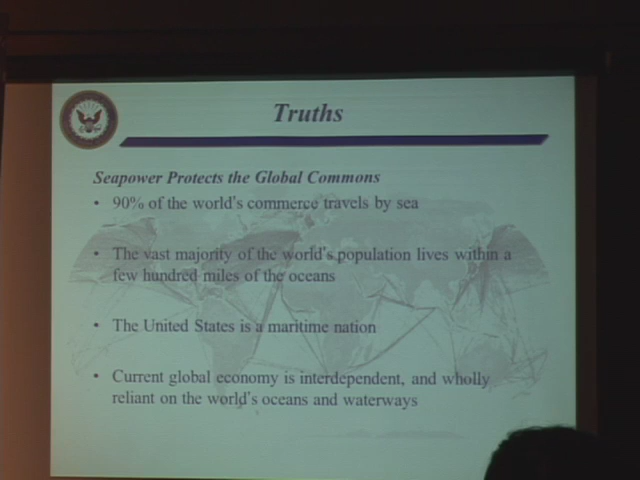 Truths
Seapower Protects the Global Commons
• 90% of the world's commerce travels by sea
• The vast majority of the world's population lives within a
few hundred miles of the oceans
• The United States is a maritime nation
• Current global economy is interdependent, and wholly
reliant on the world's oceans and waterways